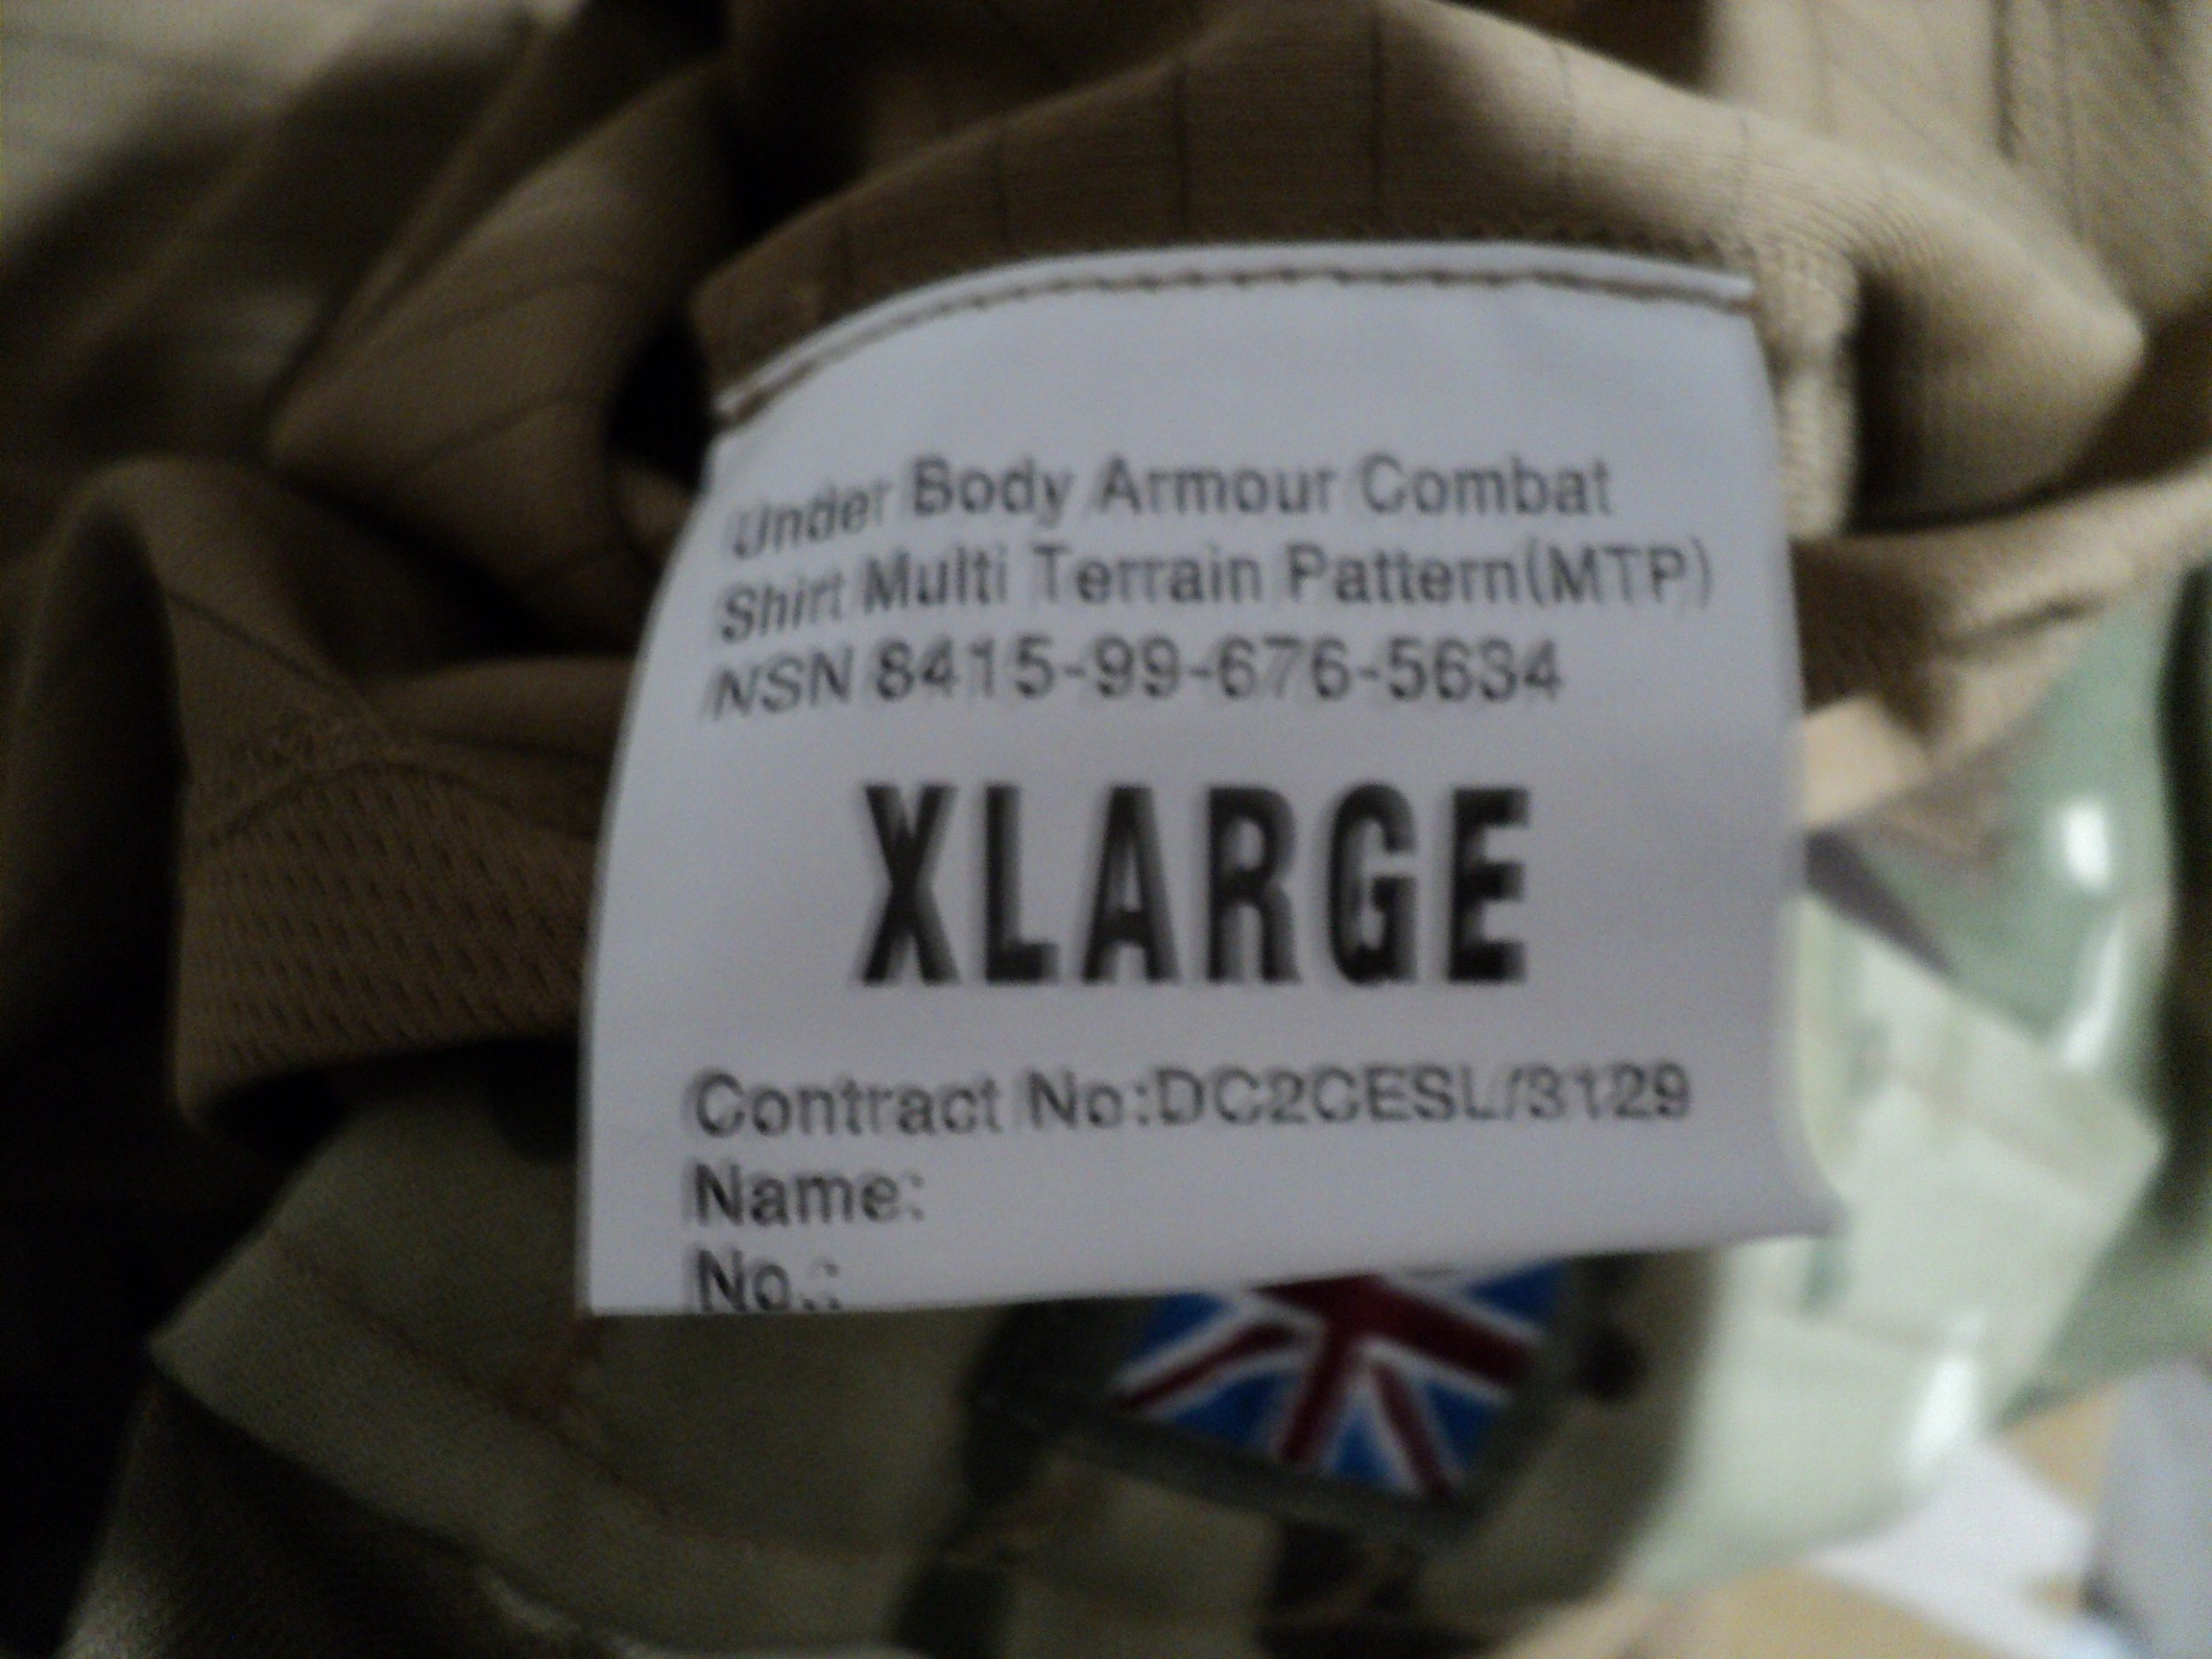 Under Body Armour Combat
Shirt Multi Terrain Pattern(MTP)
NSN 8415-99-676-5634
XLARGE
Contract No:DC2CESL/3129
Name:
No.: